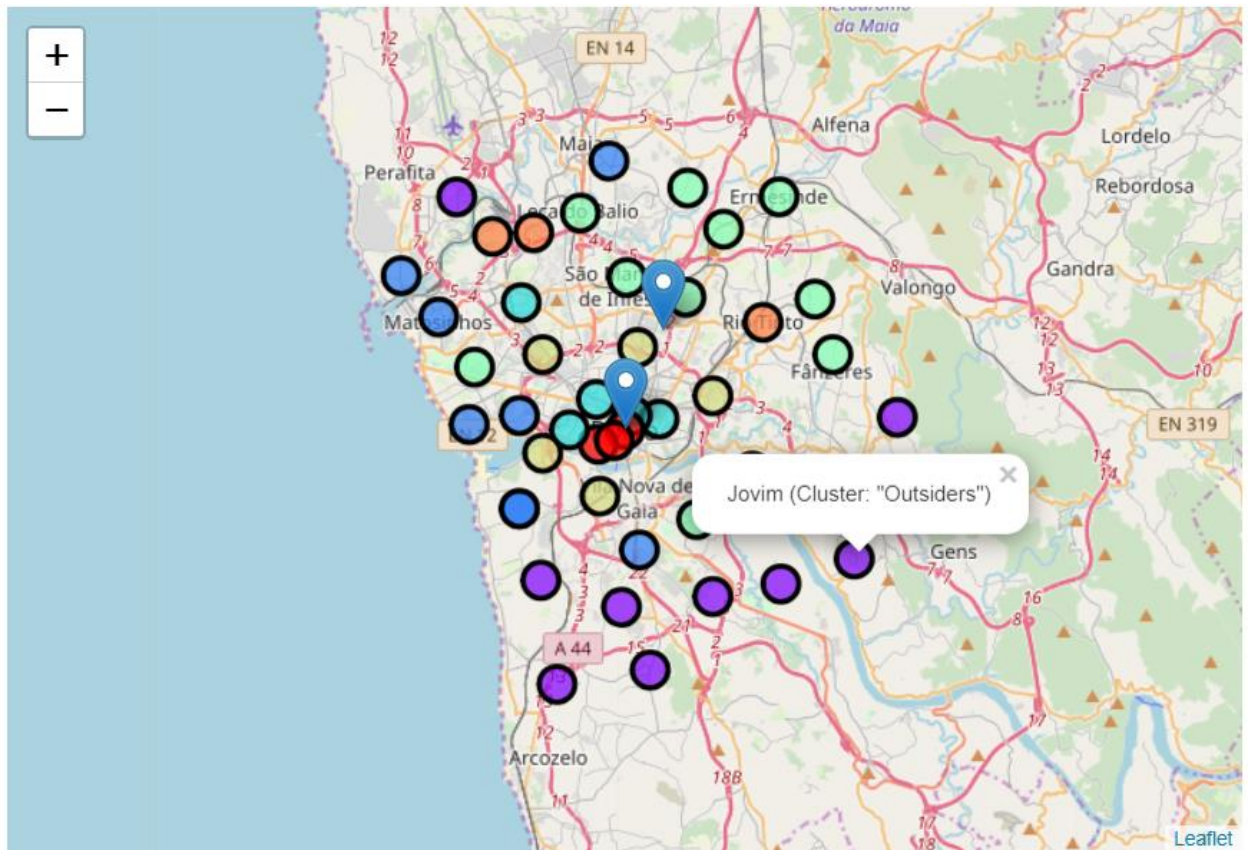 Aeródromo
da Maia
+
−
EN 14
Alfena
Lordelo
Maia
Perafita
Rebordosa
Ermesinde
Leça do Balio
São Mamede
de Infesta
Gandra
Valongo
Matosinhos
Rio Tinto
Fânzeres
EN 319
Jovim (Cluster: "Outsiders")
×
Vila Nova de
Gaia
Gens
A 44
Arcozelo
18B
Leaflet